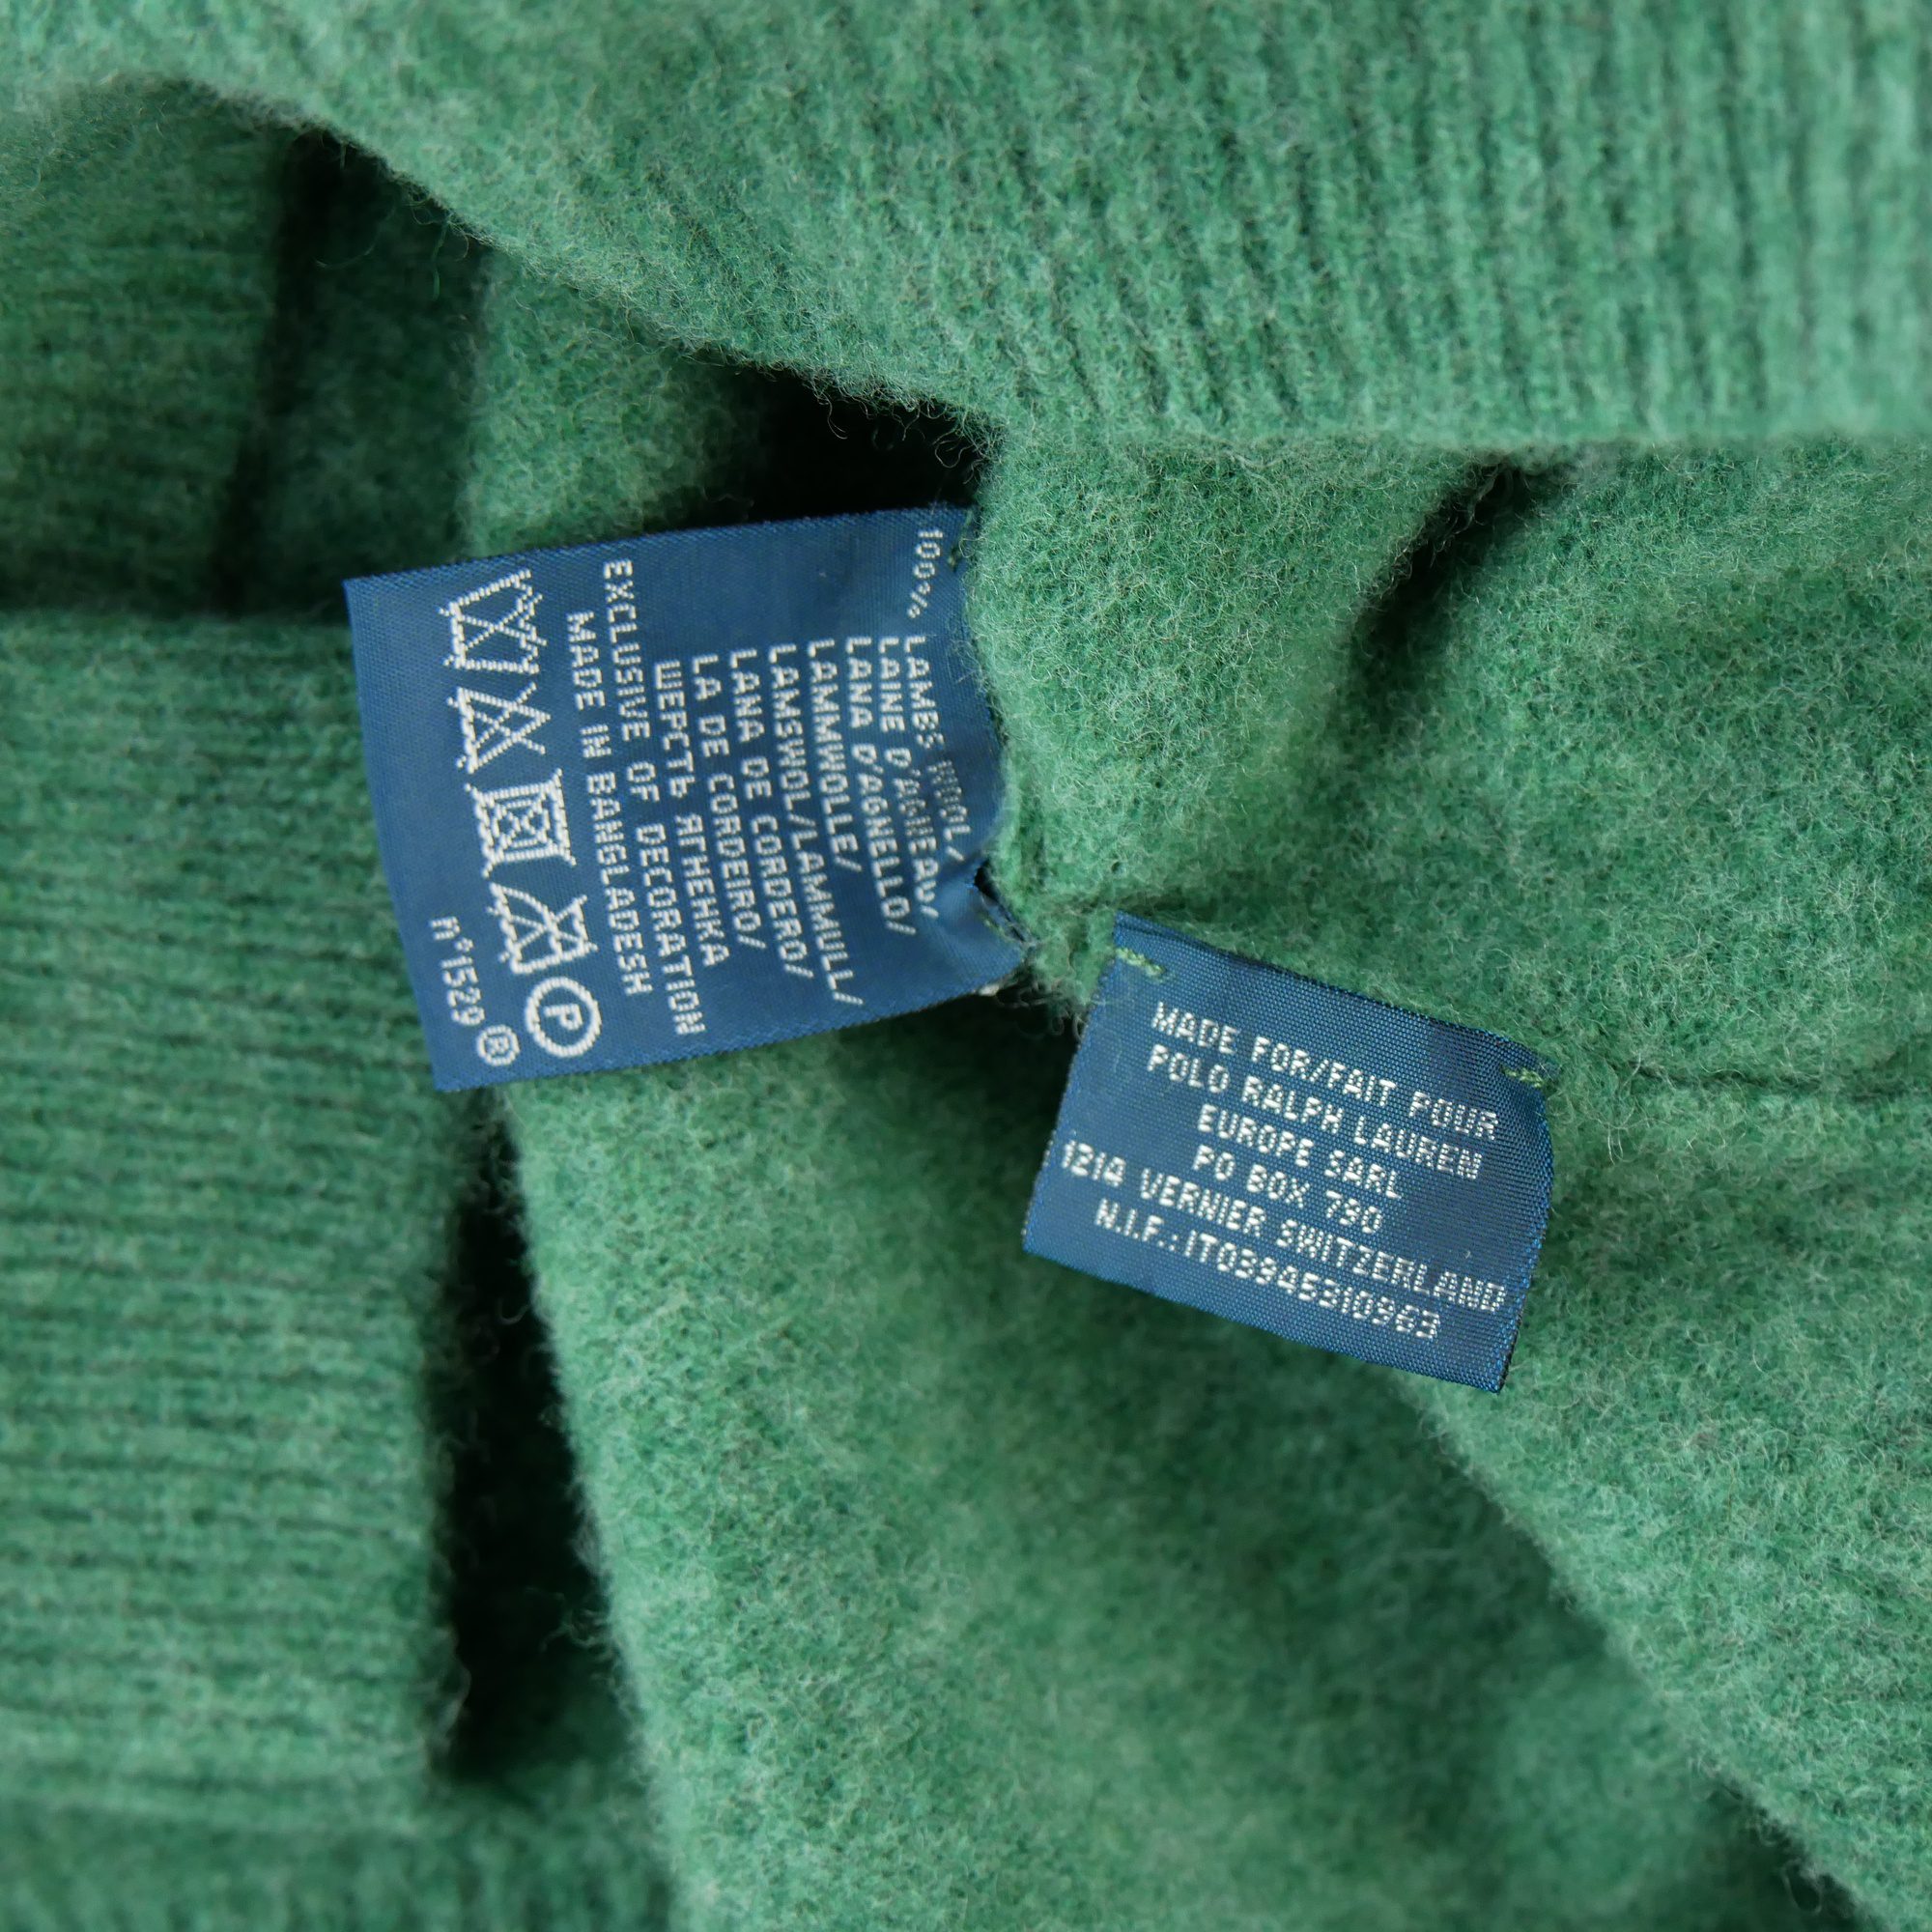 100% LAMBS WOOL/
LAINE D'AGNEAU/
LANA D'AGNELLO/
LAMMWOLLE/
LAMSWOL/LAMMULL/
LANA DE CORDERO/
LA DE CORDEIRO/
ШЕРСТЬ ЯГНЕНКА
EXCLUSIVE OF DECORATION
MADE IN BANGLADESH
P
n°1529 ®
MADE FOR/FAIT POUR
POLO RALPH LAUREN
EUROPE SARL
PO BOX 790
1214 VERNIER SWITZERLAND
N.I.F.:IT03945310963